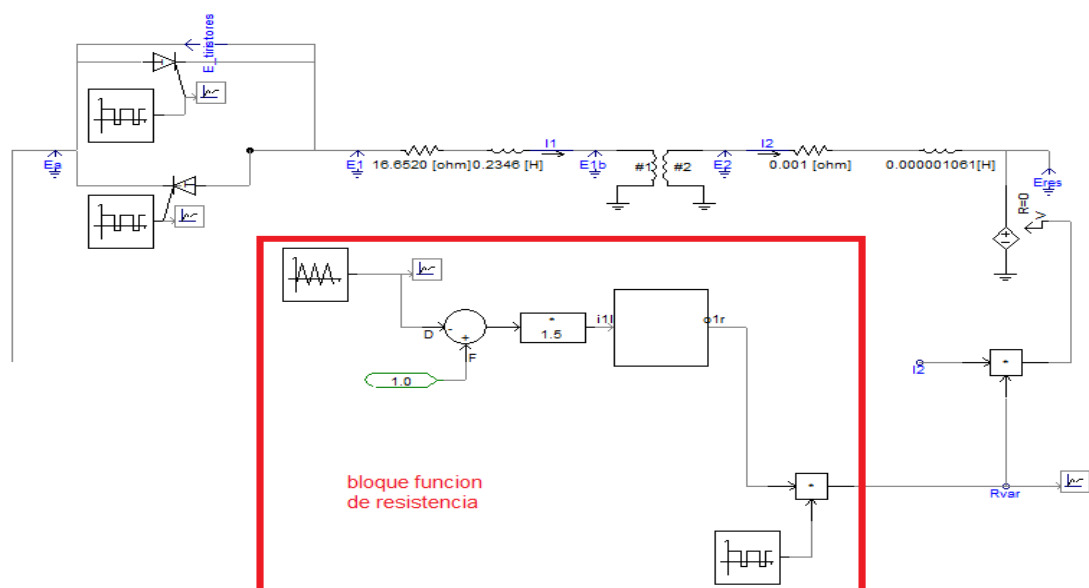 E_tiristores
Ea
E1
16.6520 [ohm]
0.2346 [H]
I1
E1b
#1
#2
E2
I2
0.001 [ohm]
0.000001061[H]
Eres
R=0
V
D
-
+
F
*
1.5
i1l
o1r
1.0
I2
*
bloque funcion
de resistencia
*
Rvar